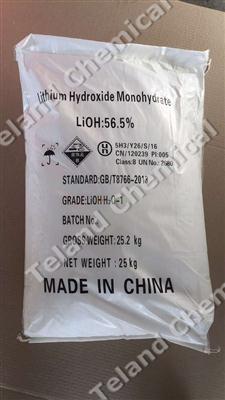 Lithium Hydroxide Monohydrate
LiOH:56.5%
5H3/Y26/S/16
CN/120239 PI:005
Class:8 UN No.:2680
STANDARD:GB/T8766-2013
GRADE:LiOH·H₂O-1
BATCH No.
GROSS WEIGHT:25.2 kg
NET WEIGHT:25kg
MADE IN CHINA
Teland Chemical